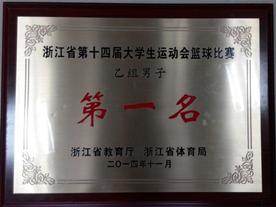 浙江省第十四届大学生运动会篮球比赛
乙组男子
第一名
浙江省教育厅 浙江省体育局
二〇一四年十一月